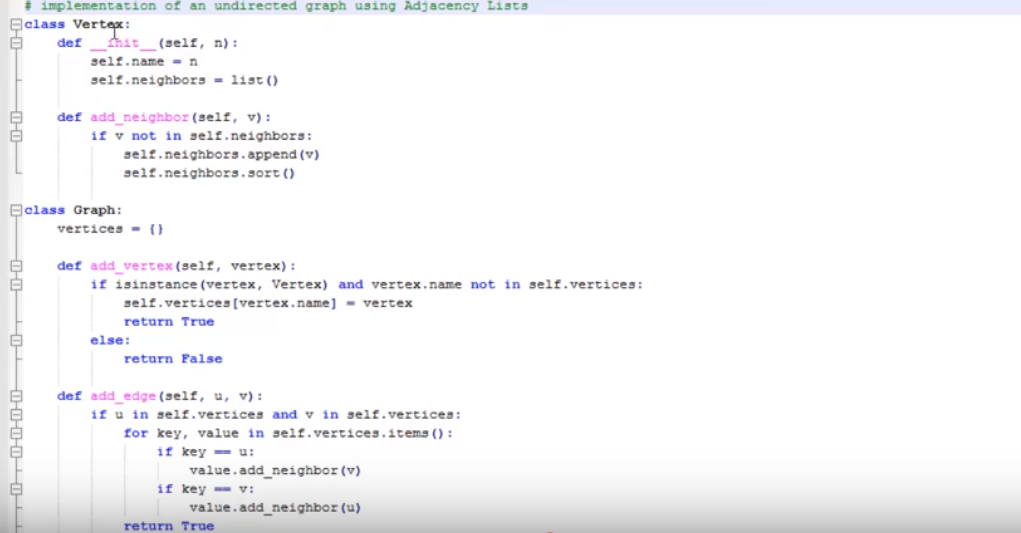 # implementation of an undirected graph using Adjacency Lists
class Vertex:
    def __init__(self, n):
        self.name = n
        self.neighbors = list()

    def add_neighbor(self, v):
        if v not in self.neighbors:
            self.neighbors.append(v)
            self.neighbors.sort()

class Graph:
    vertices = {}

    def add_vertex(self, vertex):
        if isinstance(vertex, Vertex) and vertex.name not in self.vertices:
            self.vertices[vertex.name] = vertex
            return True
        else:
            return False

    def add_edge(self, u, v):
        if u in self.vertices and v in self.vertices:
            for key, value in self.vertices.items():
                if key == u:
                    value.add_neighbor(v)
                if key == v:
                    value.add_neighbor(u)
            return True